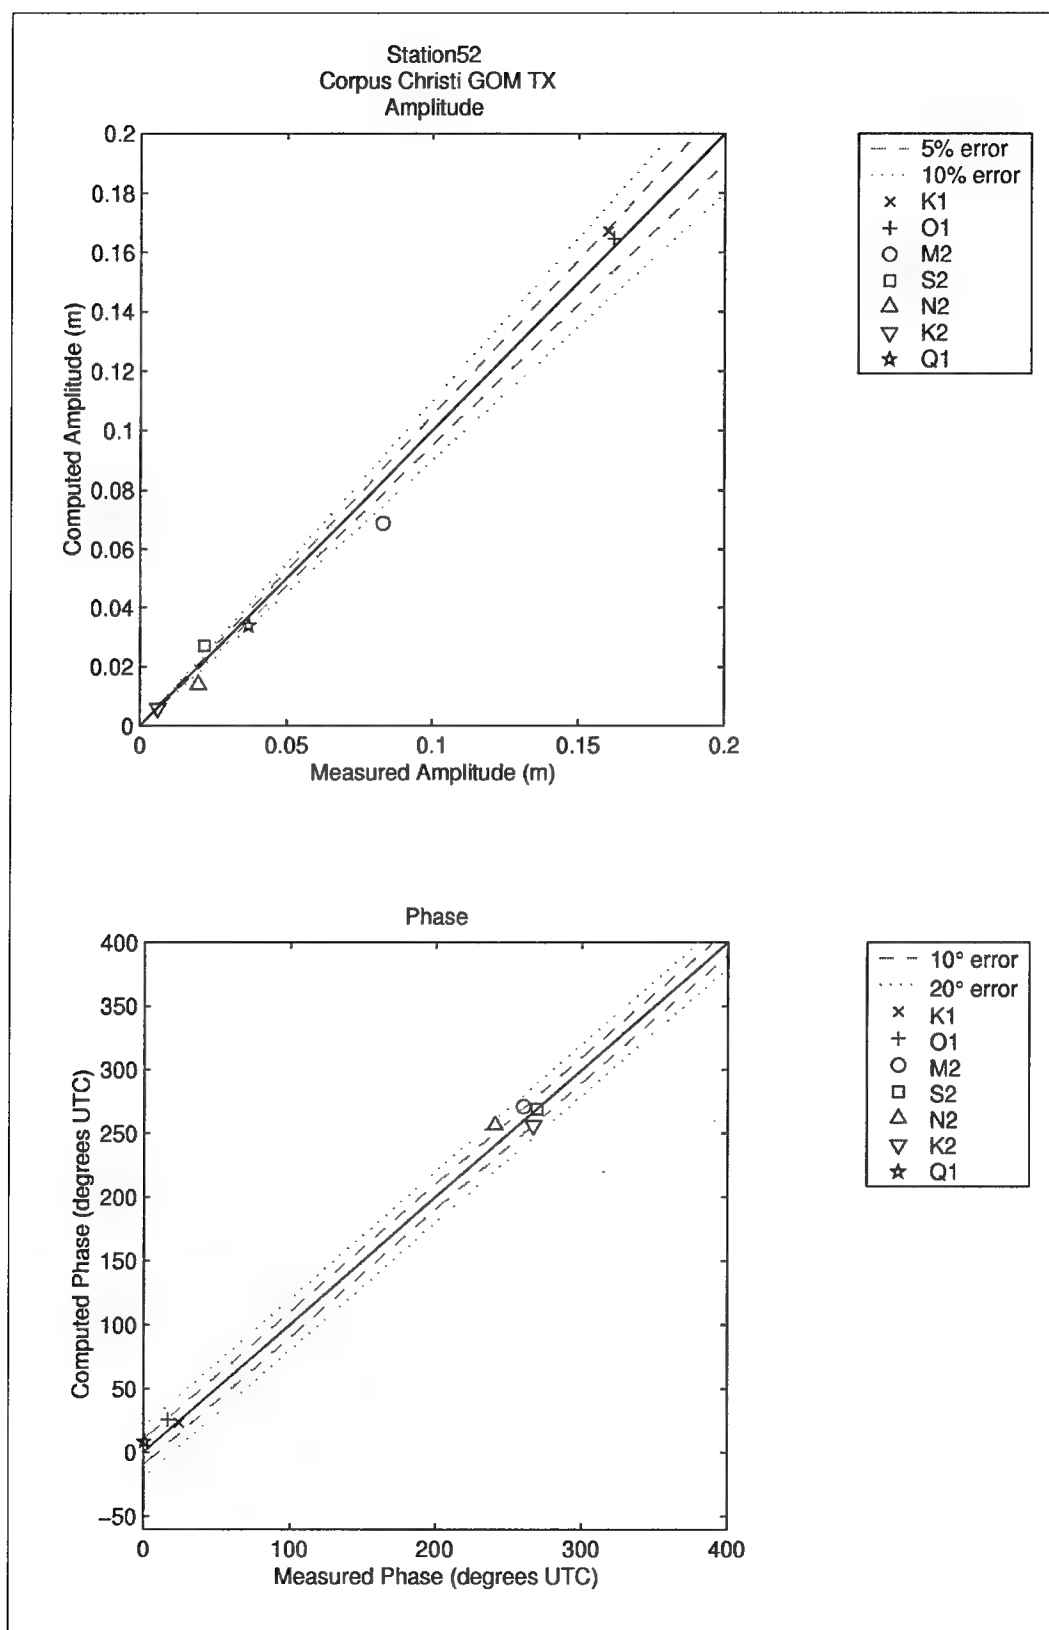 Station52
Corpus Christi GOM TX
Amplitude
0.2
0.18
0.16
0.14
0.12
0.1
0.08
0.06
0.04
0.02
0
Computed Amplitude (m)
0
0.05
0.1
0.15
0.2
Measured Amplitude (m)
5% error
10% error
K1
O1
M2
S2
N2
K2
Q1
Phase
400
350
300
250
200
150
100
50
0
−50
Computed Phase (degrees UTC)
0
100
200
300
400
Measured Phase (degrees UTC)
10° error
20° error
K1
O1
M2
S2
N2
K2
Q1